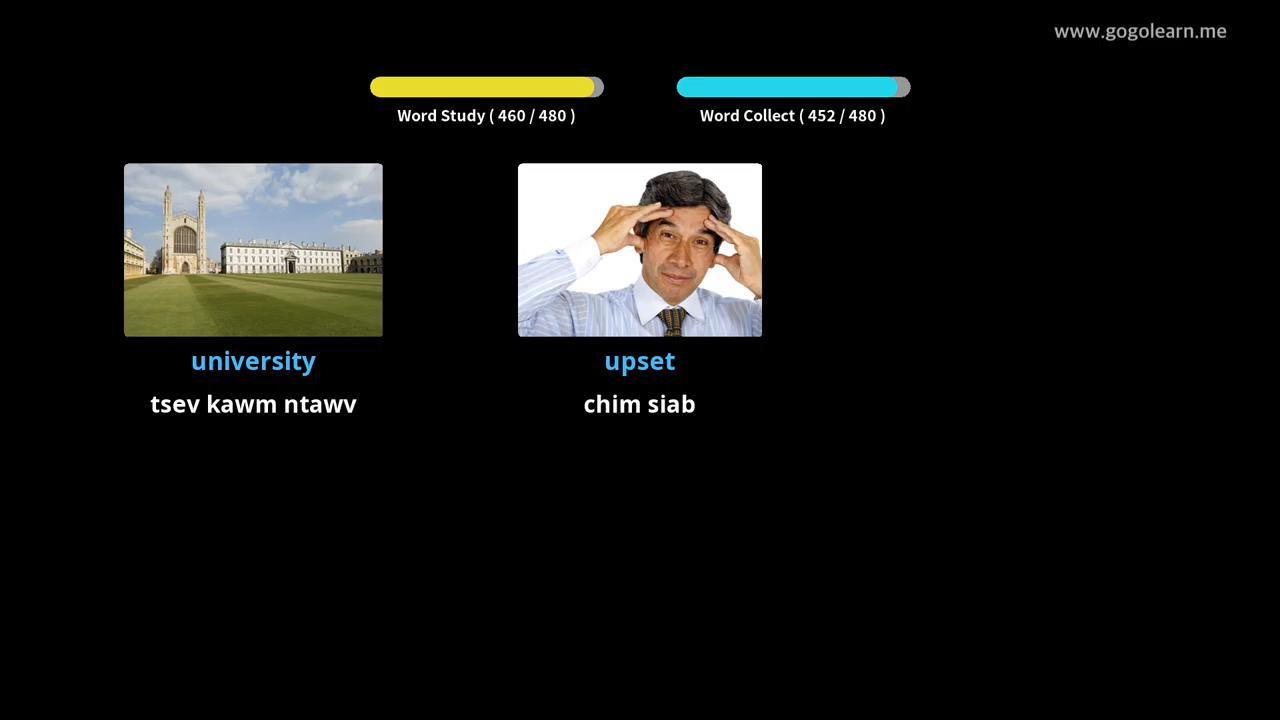 www.gogolearn.me
Word Study ( 460 / 480 )
Word Collect ( 452 / 480 )
university
tsev kawm ntawv
upset
chim siab